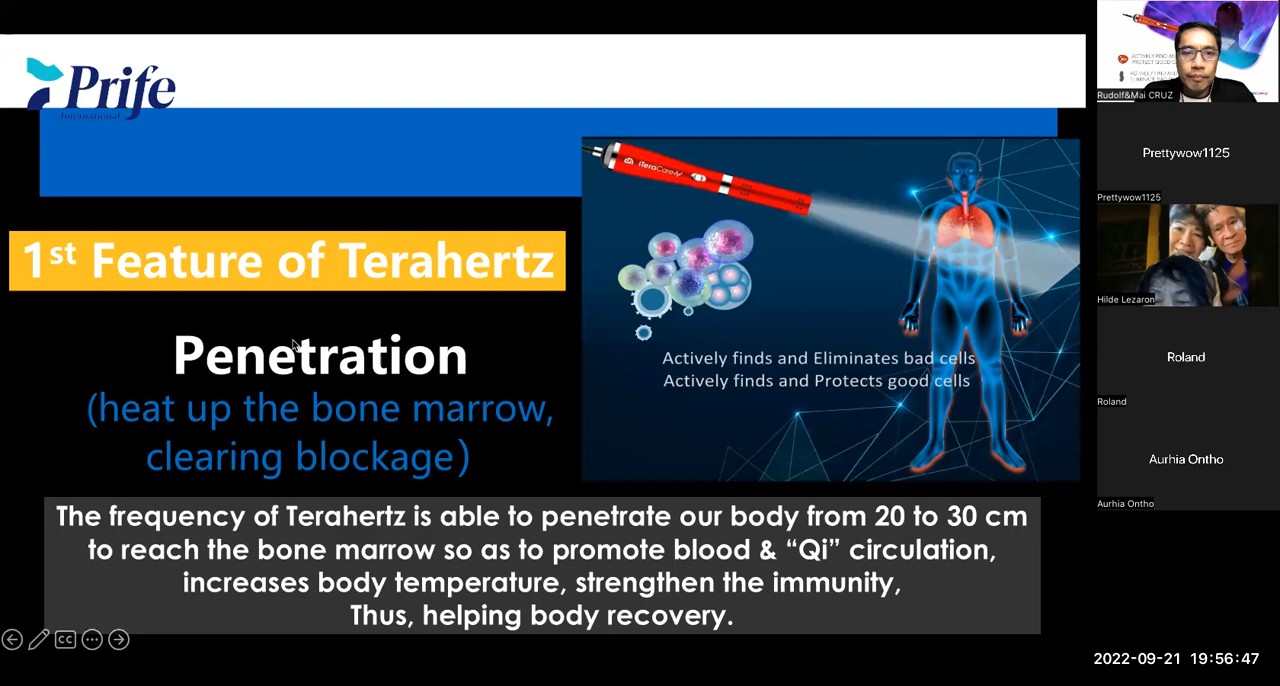 Prife
International
1st Feature of Terahertz
Penetration
(heat up the bone marrow,
clearing blockage)
iTeraCare
Actively finds and Eliminates bad cells
Actively finds and Protects good cells
The frequency of Terahertz is able to penetrate our body from 20 to 30 cm
to reach the bone marrow so as to promote blood & “Qi” circulation,
increases body temperature, strengthen the immunity,
Thus, helping body recovery.
CC
PROTECT GOOD C
Rudolf&Mai CRUZ
Prettywow1125
Prettywow1125
Hilde Lezaron
Roland
Roland
Aurhia Ontho
Aurhia Ontho
2022-09-21 19:56:47